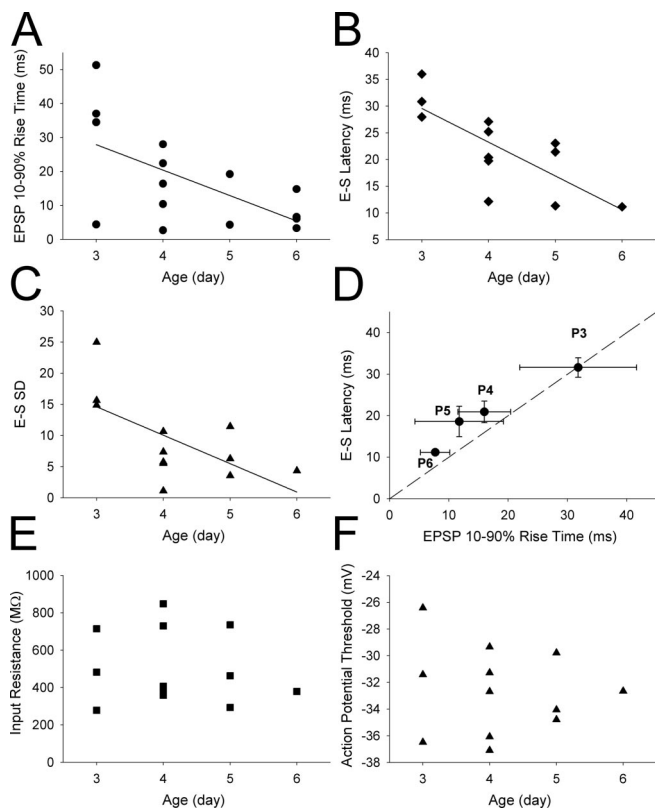 A
EPSP 10-90% Rise Time (ms)
50
40
30
20
10
0
3 4 5 6
Age (day)
B
E-S Latency (ms)
40
35
30
25
20
15
10
5
3 4 5 6
Age (day)
C
E-S SD
30
25
20
15
10
5
0
3 4 5 6
Age (day)
D
E-S Latency (ms)
40
30
20
10
0
P3
P4
P5
P6
0 10 20 30 40
EPSP 10-90% Rise Time (ms)
E
Input Resistance (MΩ)
1000
800
600
400
200
0
3 4 5 6
Age (day)
F
Action Potential Threshold (mV)
-24
-26
-28
-30
-32
-34
-36
-38
3 4 5 6
Age (day)